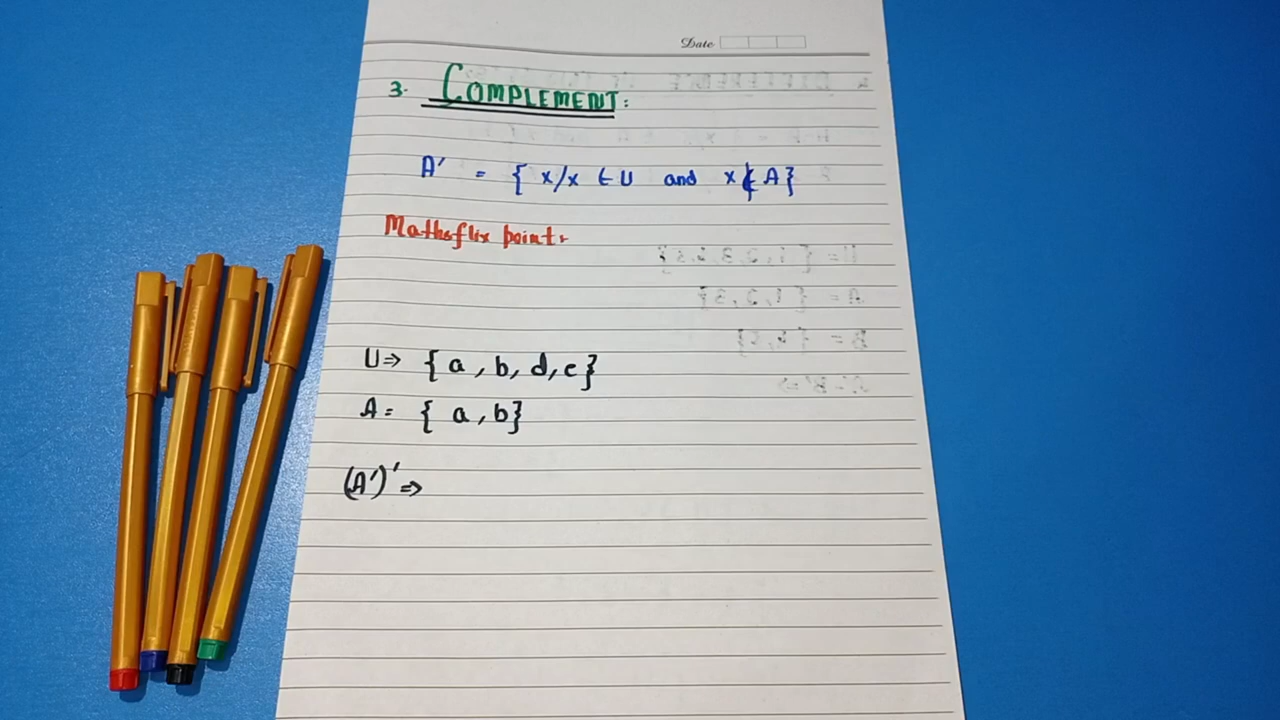 Date
3. COMPLEMENT:
A' = { x/x ∈ U and x ∉ A}
Mathsflix point:
U⇒ {a, b, d, c}
A = { a, b}
(A')' ⇒